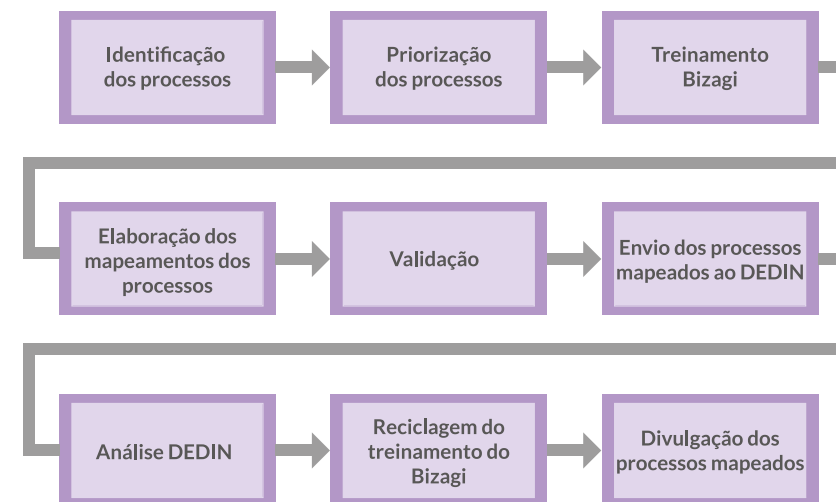 Identificação
dos processos
Priorização
dos processos
Treinamento
Bizagi
Elaboração dos
mapeamentos dos
processos
Validação
Envio dos processos
mapeados ao DEDIN
Análise DEDIN
Reciclagem do
treinamento do
Bizagi
Divulgação dos
processos mapeados